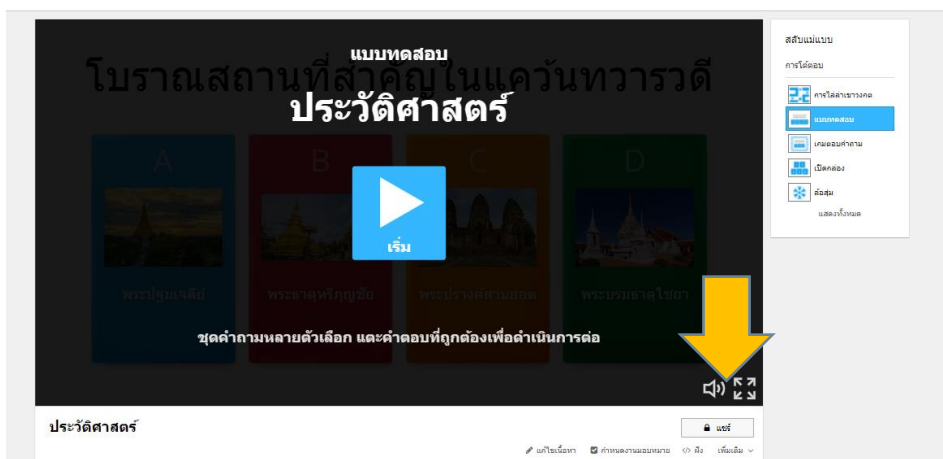 แบบทดสอบ
โบราณสถานที่สำคัญในแคว้นทวารวดี
ประวัติศาสตร์
A B C D
เริ่ม
พระปฐมเจดีย์ พระธาตุหริภุญชัย พระปรางค์สามยอด พระบรมธาตุไชยา
ชุดคำถามหลายตัวเลือก แตะคำตอบที่ถูกต้องเพื่อดำเนินการต่อ
ประวัติศาสตร์
แชร์
แก้ไขเนื้อหา กำหนดงานมอบหมาย ฝัง เพิ่มเติม
สลับแม่แบบ
การโต้ตอบ
การไล่ล่าเขาวงกต
แบบทดสอบ
เกมตอบคำถาม
เปิดกล่อง
ล้อสุ่ม
แสดงทั้งหมด